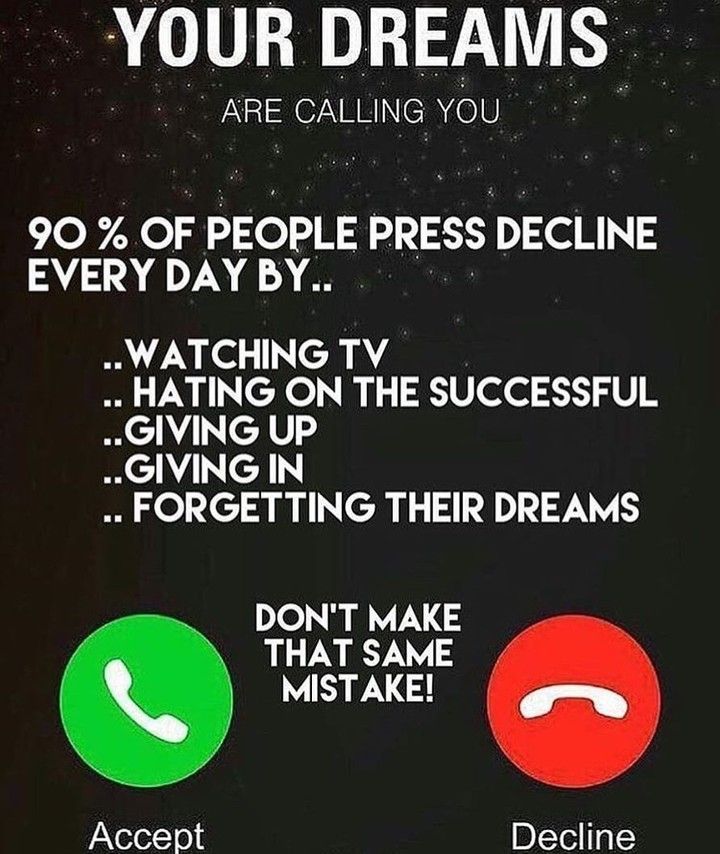 YOUR DREAMS
ARE CALLING YOU
90 % OF PEOPLE PRESS DECLINE
EVERY DAY BY..
..WATCHING TV
.. HATING ON THE SUCCESSFUL
..GIVING UP
..GIVING IN
.. FORGETTING THEIR DREAMS
DON'T MAKE
THAT SAME
MISTAKE!
Accept
Decline